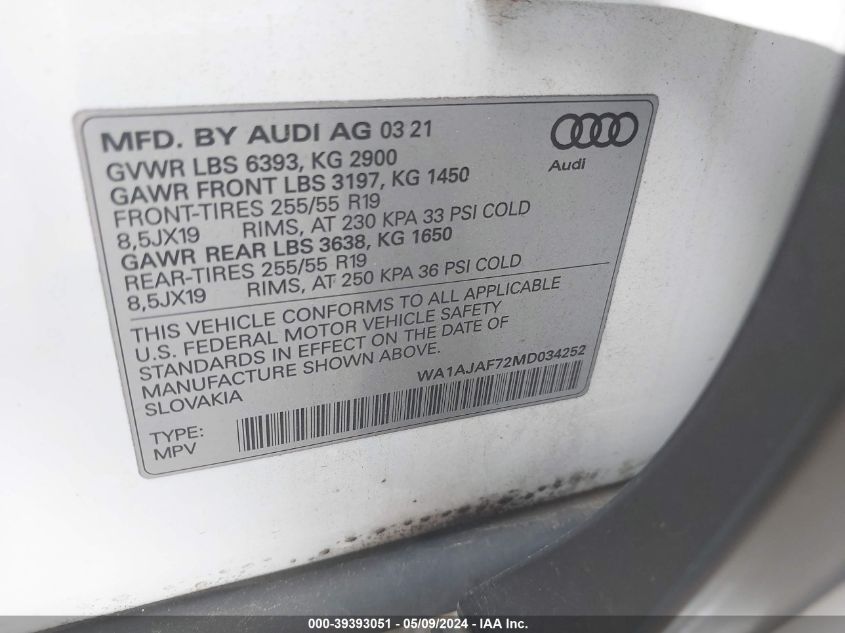 MFD. BY AUDI AG 03 21
Audi
GVWR LBS 6393, KG 2900
GAWR FRONT LBS 3197, KG 1450
FRONT-TIRES 255/55 R19
8,5JX19 RIMS, AT 230 KPA 33 PSI COLD
GAWR REAR LBS 3638, KG 1650
REAR-TIRES 255/55 R19
8,5JX19 RIMS, AT 250 KPA 36 PSI COLD
THIS VEHICLE CONFORMS TO ALL APPLICABLE
U.S. FEDERAL MOTOR VEHICLE SAFETY
STANDARDS IN EFFECT ON THE DATE OF
MANUFACTURE SHOWN ABOVE.
WA1AJAF72MD034252
SLOVAKIA
TYPE:
MPV
000-39393051 - 05/09/2024 - IAA Inc.